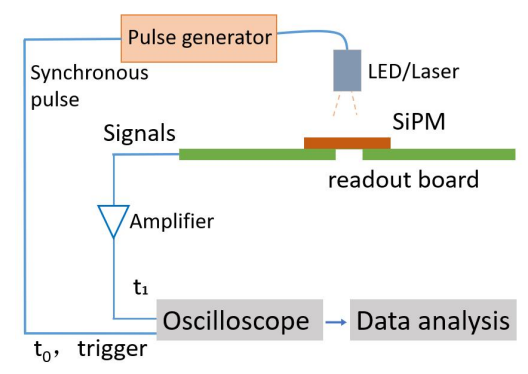 Pulse generator
LED/Laser
Synchronous
pulse
SiPM
Signals
readout board
Amplifier
t₁
Oscilloscope
Data analysis
t₀， trigger